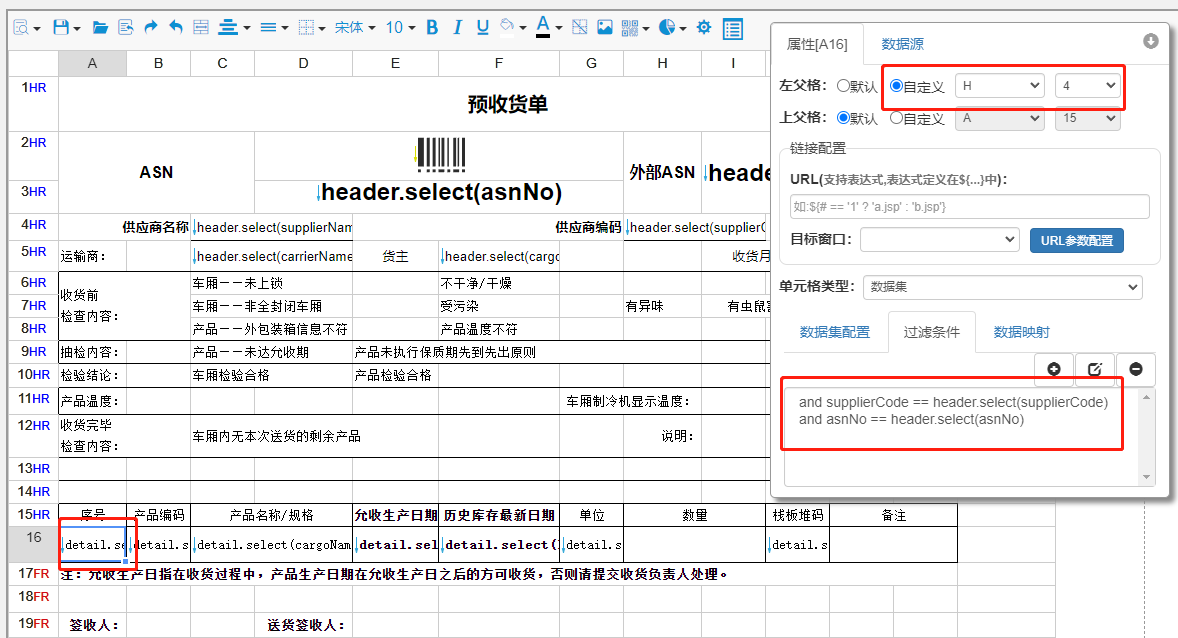 宋体 10 B I U A
属性[A16] 数据源
左父格: 默认 自定义 H 4
上父格: 默认 自定义 A 15
链接配置
URL(支持表达式,表达式定义在${...}中):
如:${# == '1' ? 'a.jsp' : 'b.jsp'}
目标窗口: URL参数配置
单元格类型: 数据集
数据集配置 过滤条件 数据映射
and supplierCode == header.select(supplierCode)
and asnNo == header.select(asnNo)
A B C D E F G H I
1HR 预收货单
2HR ASN 外部ASN header
3HR header.select(asnNo)
4HR 供应商名称 header.select(supplierNam 供应商编码 header.select(supplierC
5HR 运输商: header.select(carrierName 货主 header.select(cargo 收货月
6HR 收货前 车厢——未上锁 不干净/干燥
7HR 检查内容: 车厢——非全封闭车厢 受污染 有异味 有虫鼠害
8HR 产品——外包装箱信息不符 产品温度不符
9HR 抽检内容: 产品——未达允收期 产品未执行保质期先到先出原则
10HR 检验结论: 车厢检验合格 产品检验合格
11HR 产品温度: 车厢制冷机显示温度:
12HR 收货完毕 检查内容: 车厢内无本次送货的剩余产品 说明:
13HR
14HR
15HR 序号 产品编码 产品名称/规格 允收生产日期 历史库存最新日期 单位 数量 栈板堆码 备注
16 detail.se detail.s detail.select(cargoNam detail.sel detail.select( detail.s detail.s
17FR 注: 允收生产日指在收货过程中,产品生产日期在允收生产日之后的方可收货,否则请提交收货负责人处理。
18FR
19FR 签收人: 送货签收人: